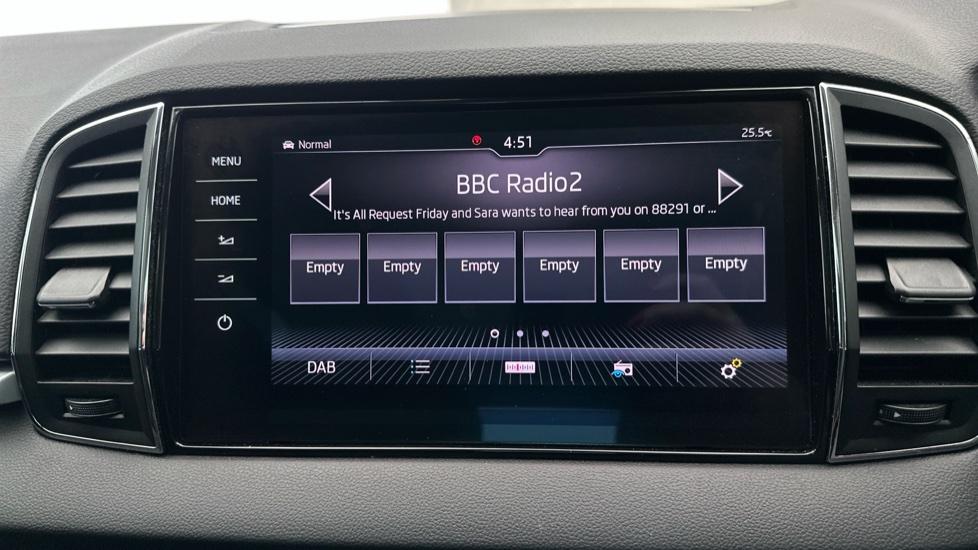 Normal
4:51
25.5°C
MENU
HOME
BBC Radio2
It's All Request Friday and Sara wants to hear from you on 88291 or ...
Empty Empty Empty Empty Empty Empty
DAB